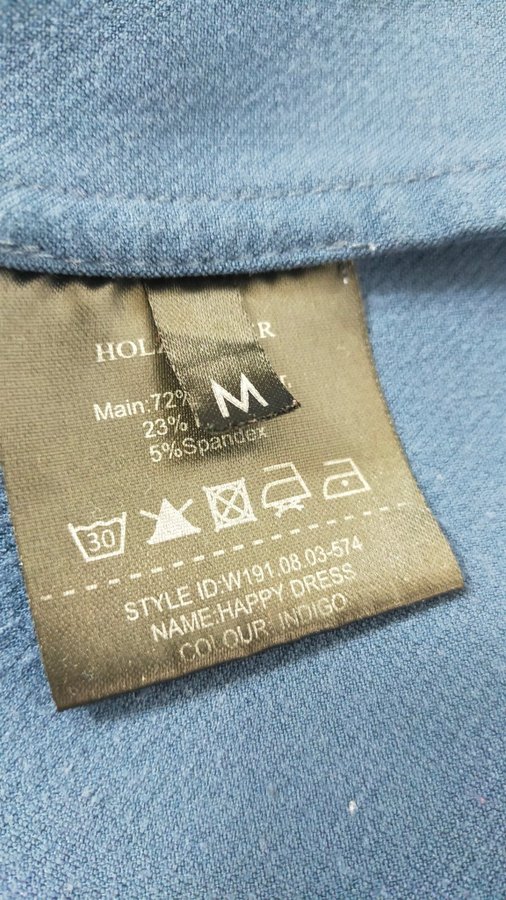 M
Main:72%
23%
5%Spandex
30
STYLE ID:W191.08.03-574
NAME:HAPPY DRESS
COLOUR: INDIGO